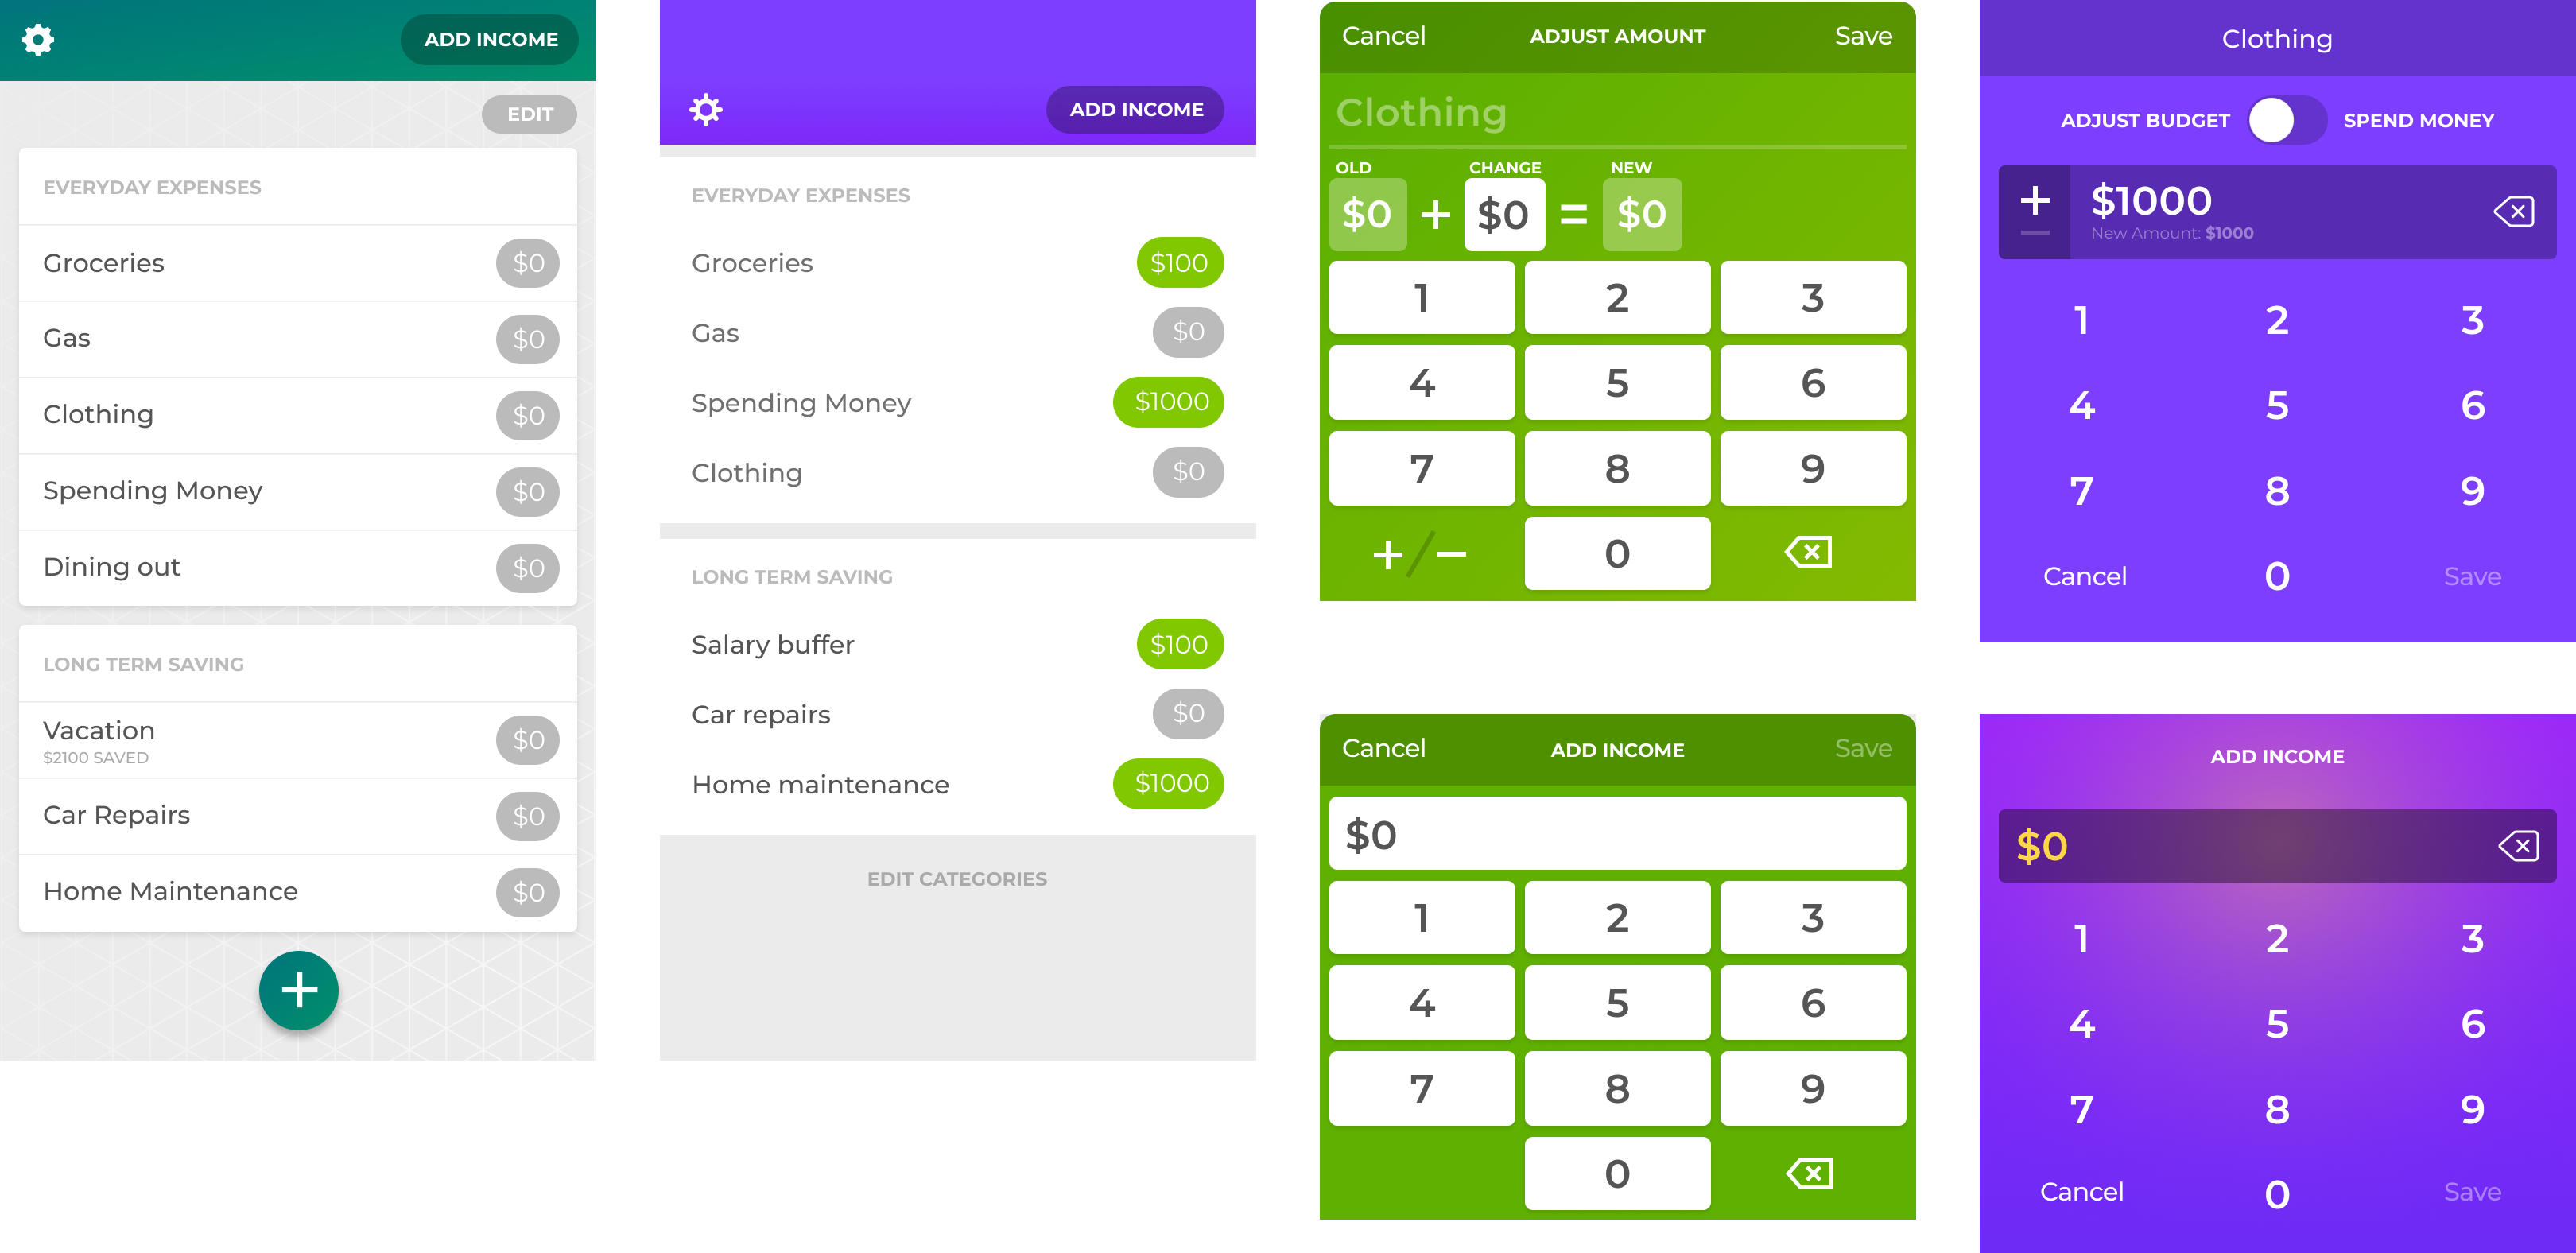 ADD INCOME
EDIT
EVERYDAY EXPENSES
Groceries $0
Gas $0
Clothing $0
Spending Money $0
Dining out $0
LONG TERM SAVING
Vacation $0
$2100 SAVED
Car Repairs $0
Home Maintenance $0
+
ADD INCOME
EVERYDAY EXPENSES
Groceries $100
Gas $0
Spending Money $1000
Clothing $0
LONG TERM SAVING
Salary buffer $100
Car repairs $0
Home maintenance $1000
EDIT CATEGORIES
Cancel ADJUST AMOUNT Save
Clothing
OLD CHANGE NEW
$0 + $0 = $0
1 2 3
4 5 6
7 8 9
+/− 0
Cancel ADD INCOME Save
$0
1 2 3
4 5 6
7 8 9
0
Clothing
ADJUST BUDGET SPEND MONEY
+ $1000
− New Amount: $1000
1 2 3
4 5 6
7 8 9
Cancel 0 Save
ADD INCOME
$0
1 2 3
4 5 6
7 8 9
Cancel 0 Save